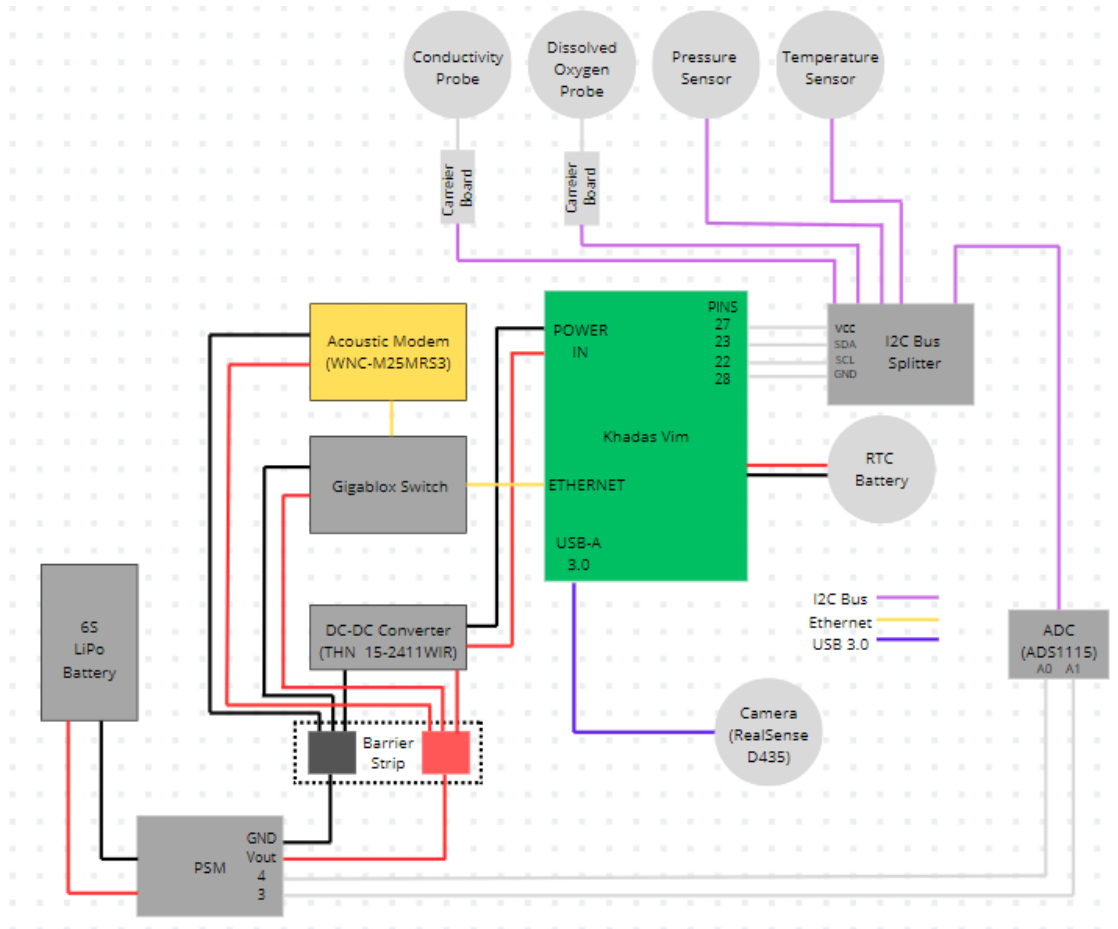 Conductivity
Probe
Dissolved
Oxygen
Probe
Pressure
Sensor
Temperature
Sensor
Carreier
Board
Carreier
Board
Acoustic Modem
(WNC-M25MRS3)
Gigablox Switch
DC-DC Converter
(THN 15-2411WIR)
Barrier
Strip
6S
LiPo
Battery
PSM
GND
Vout
4
3
POWER
IN
PINS
27
23
22
28
Khadas Vim
ETHERNET
USB-A
3.0
VCC
SDA
SCL
GND
I2C Bus
Splitter
RTC
Battery
I2C Bus
Ethernet
USB 3.0
Camera
(RealSense
D435)
ADC
(ADS1115)
A0 A1